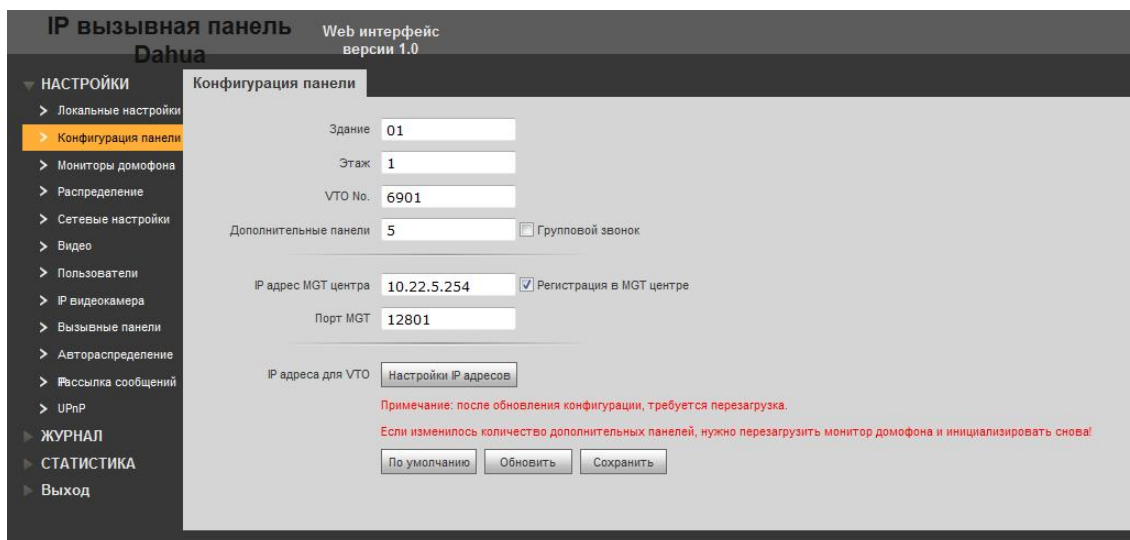 IP вызывная панель
Dahua
Web интерфейс
версии 1.0
НАСТРОЙКИ
Локальные настройки
Конфигурация панели
Мониторы домофона
Распределение
Сетевые настройки
Видео
Пользователи
IP видеокамера
Вызывные панели
Автораспределение
Рассылка сообщений
UPnP
ЖУРНАЛ
СТАТИСТИКА
Выход
Конфигурация панели
Здание 01
Этаж 1
VTO No. 6901
Дополнительные панели 5 Групповой звонок
IP адрес MGT центра 10.22.5.254 Регистрация в MGT центре
Порт MGT 12801
IP адреса для VTO Настройки IP адресов
Примечание: после обновления конфигурации, требуется перезагрузка.
Если изменилось количество дополнительных панелей, нужно перезагрузить монитор домофона и инициализировать снова!
По умолчанию Обновить Сохранить